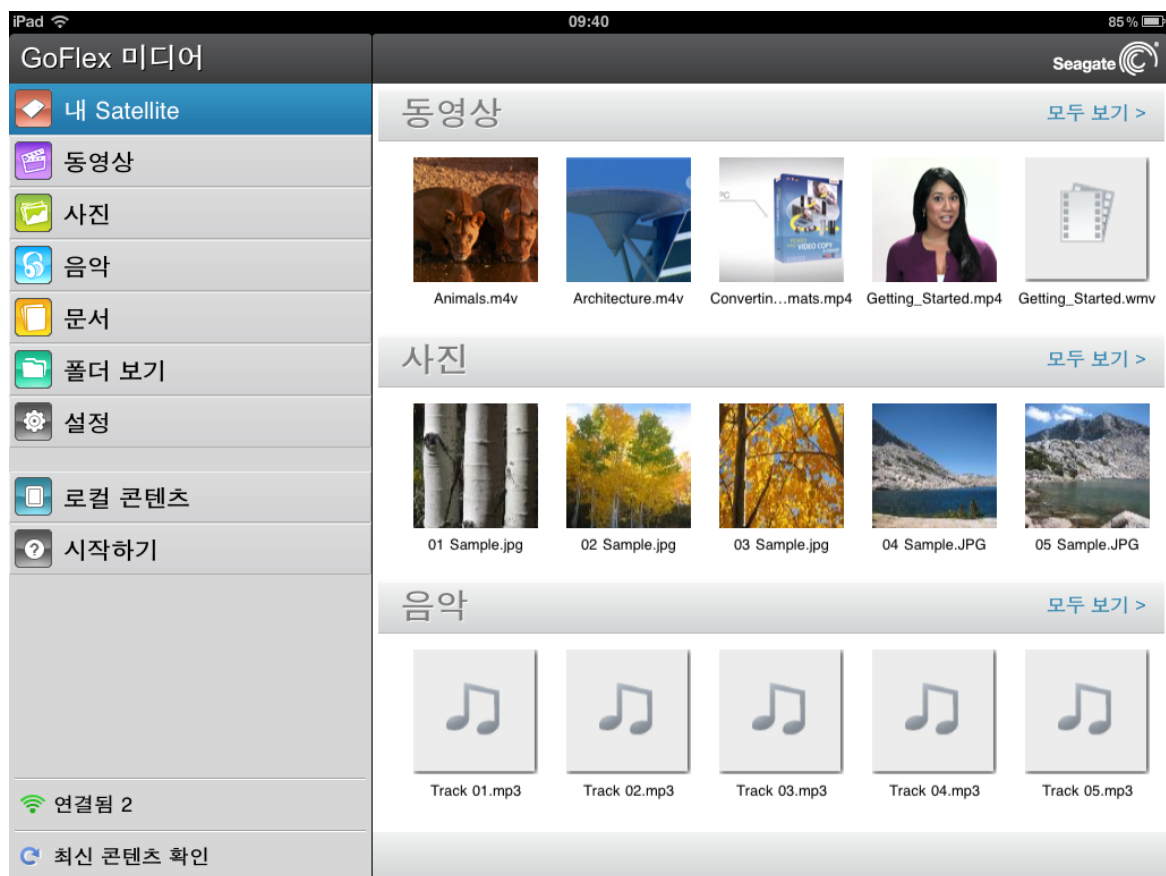 iPad 09:40 85%
GoFlex 미디어
Seagate
내 Satellite
동영상
사진
음악
문서
폴더 보기
설정
로컬 콘텐츠
시작하기
연결됨 2
최신 콘텐츠 확인
동영상 모두 보기 >
PC
VIDEO COPY
Animals.m4v Architecture.m4v Convertin…mats.mp4 Getting_Started.mp4 Getting_Started.wmv
사진 모두 보기 >
01 Sample.jpg 02 Sample.jpg 03 Sample.jpg 04 Sample.JPG 05 Sample.JPG
음악 모두 보기 >
Track 01.mp3 Track 02.mp3 Track 03.mp3 Track 04.mp3 Track 05.mp3